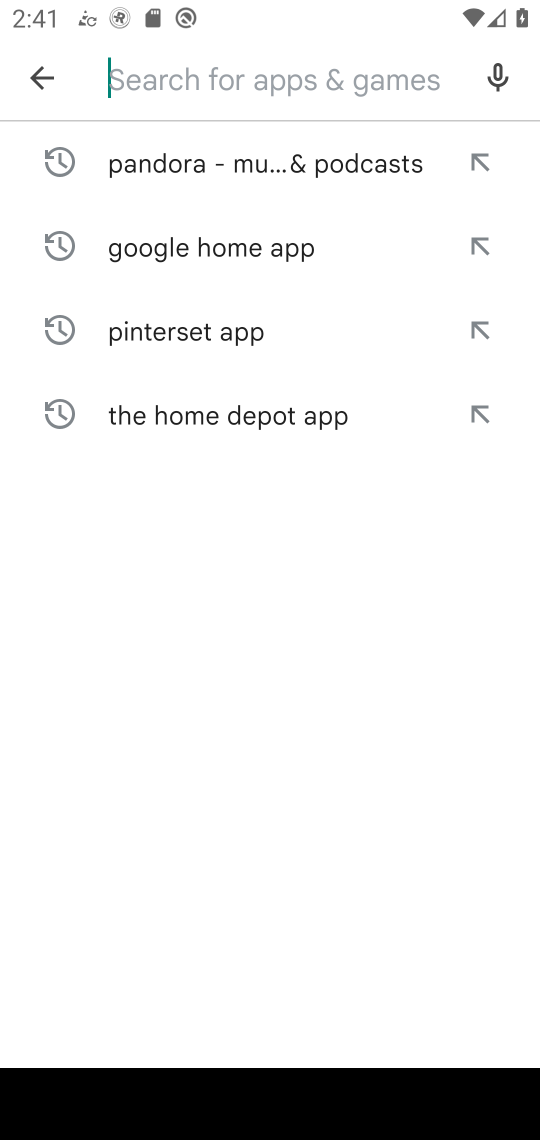 2:41
Search for apps & games
pandora - mu...& podcasts
google home app
pinterset app
the home depot app